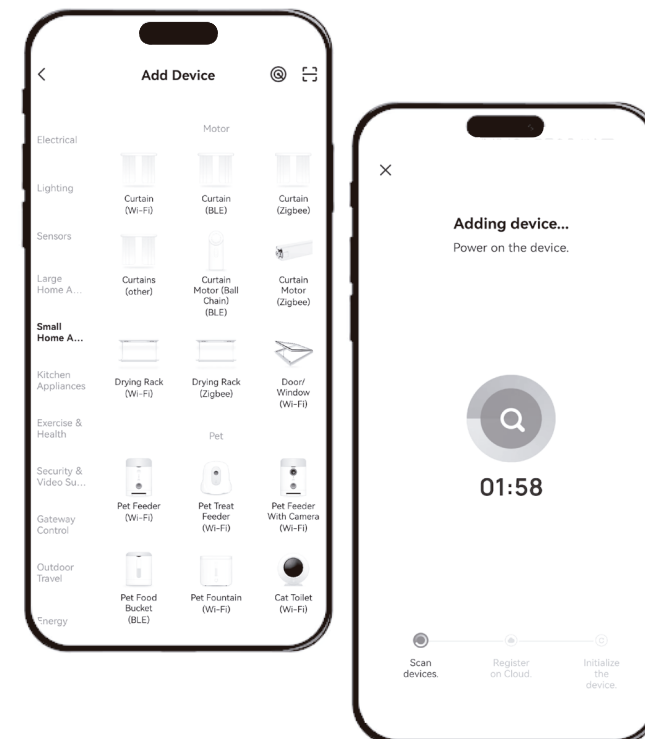 Add Device
Electrical
Lighting
Sensors
Large
Home A...
Small
Home A...
Kitchen
Appliances
Exercise &
Health
Security &
Video Su...
Gateway
Control
Outdoor
Travel
Energy
Motor
Curtain
(Wi-Fi)
Curtain
(BLE)
Curtain
(Zigbee)
Curtains
(other)
Curtain
Motor (Ball
Chain)
(BLE)
Curtain
Motor
(Zigbee)
Drying Rack
(Wi-Fi)
Drying Rack
(Zigbee)
Door/
Window
(Wi-Fi)
Pet
Pet Feeder
(Wi-Fi)
Pet Treat
Feeder
(Wi-Fi)
Pet Feeder
With Camera
(Wi-Fi)
Pet Food
Bucket
(BLE)
Pet Fountain
(Wi-Fi)
Cat Toilet
(Wi-Fi)
Adding device...
Power on the device.
01:58
Scan
devices.
Register
on Cloud.
Initialize
the
device.